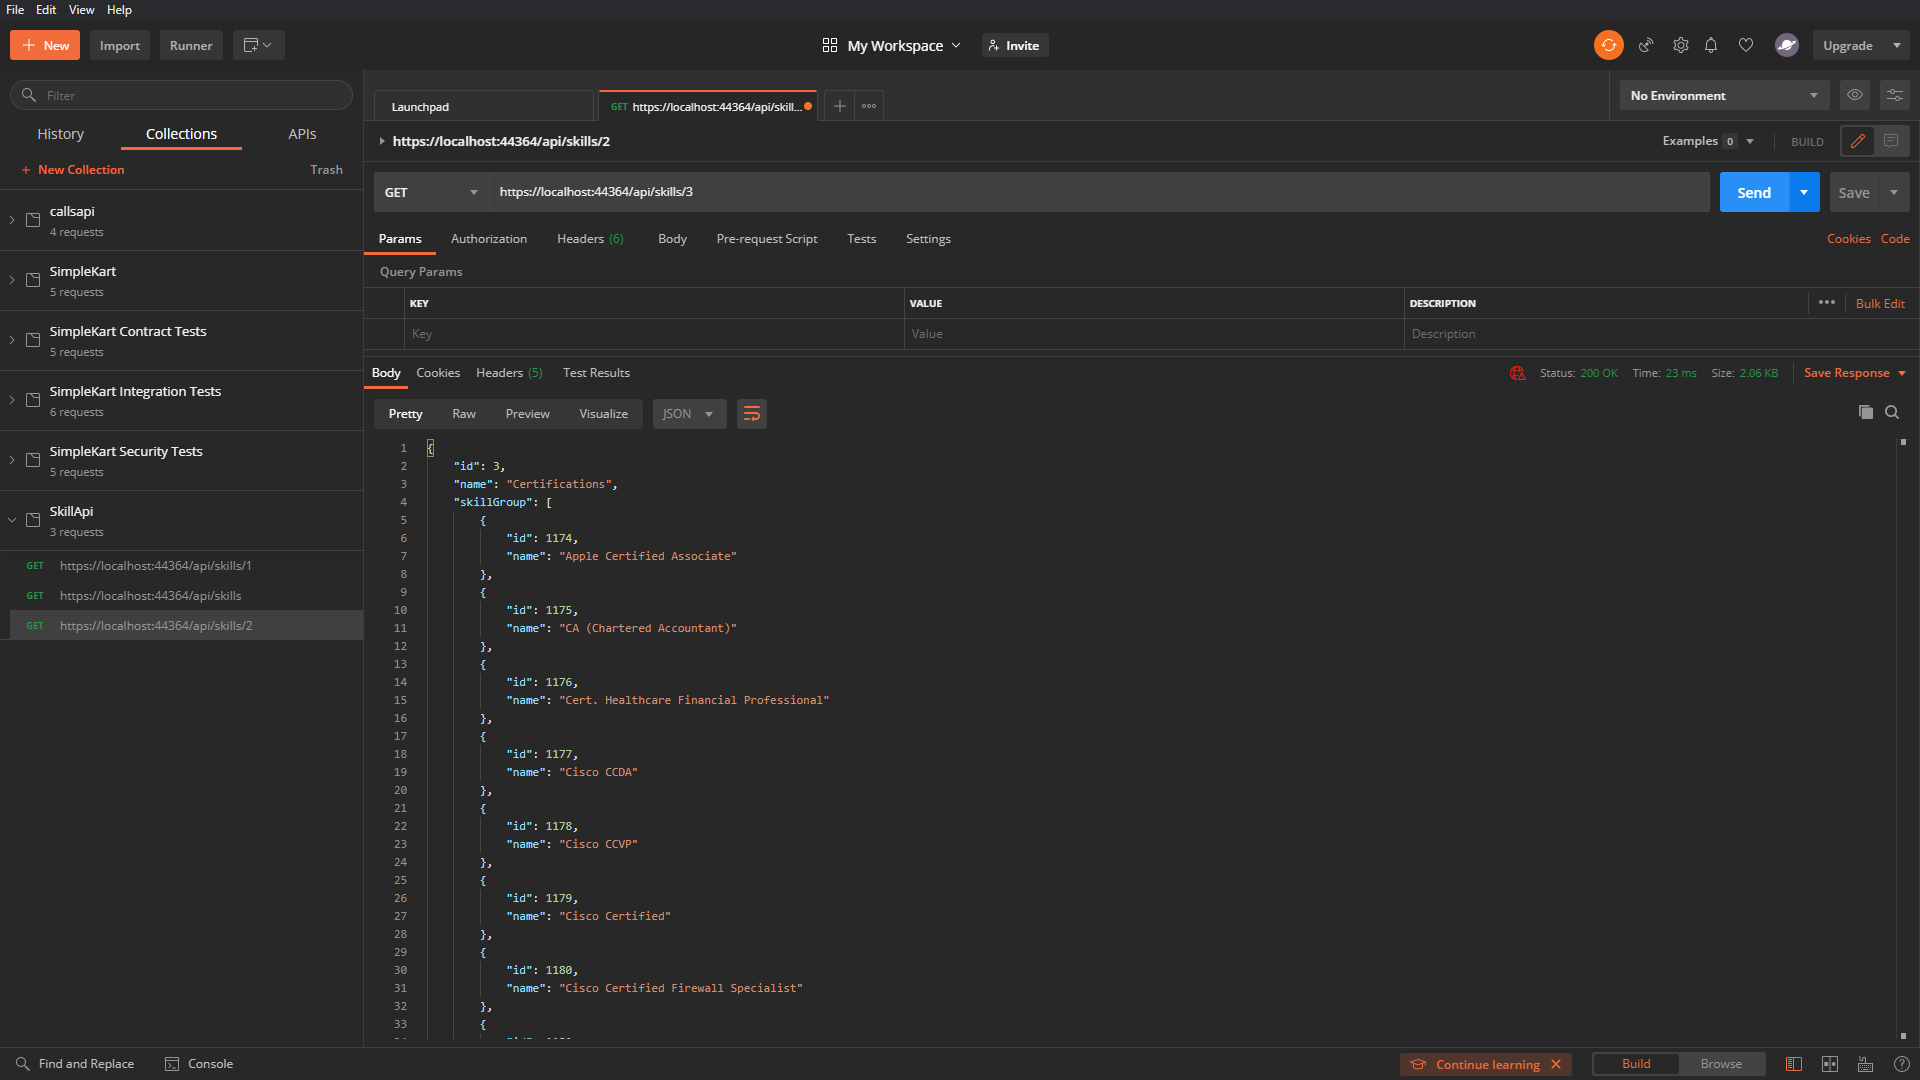 File Edit View Help
New Import Runner My Workspace Invite Upgrade
Filter
History Collections APIs
New Collection Trash
callsapi
4 requests
SimpleKart
5 requests
SimpleKart Contract Tests
5 requests
SimpleKart Integration Tests
6 requests
SimpleKart Security Tests
5 requests
SkillApi
3 requests
GET https://localhost:44364/api/skills/1
GET https://localhost:44364/api/skills
GET https://localhost:44364/api/skills/2
Launchpad GET https://localhost:44364/api/skill... No Environment
https://localhost:44364/api/skills/2 Examples 0 BUILD
GET https://localhost:44364/api/skills/3 Send Save
Params Authorization Headers (6) Body Pre-request Script Tests Settings Cookies Code
Query Params
KEY VALUE DESCRIPTION Bulk Edit
Key Value Description
Body Cookies Headers (5) Test Results Status: 200 OK Time: 23 ms Size: 2.06 KB Save Response
Pretty Raw Preview Visualize JSON
1 {
2 "id": 3,
3 "name": "Certifications",
4 "skillGroup": [
5 {
6 "id": 1174,
7 "name": "Apple Certified Associate"
8 },
9 {
10 "id": 1175,
11 "name": "CA (Chartered Accountant)"
12 },
13 {
14 "id": 1176,
15 "name": "Cert. Healthcare Financial Professional"
16 },
17 {
18 "id": 1177,
19 "name": "Cisco CCDA"
20 },
21 {
22 "id": 1178,
23 "name": "Cisco CCVP"
24 },
25 {
26 "id": 1179,
27 "name": "Cisco Certified"
28 },
29 {
30 "id": 1180,
31 "name": "Cisco Certified Firewall Specialist"
32 },
33 {
Find and Replace Console Continue learning Build Browse